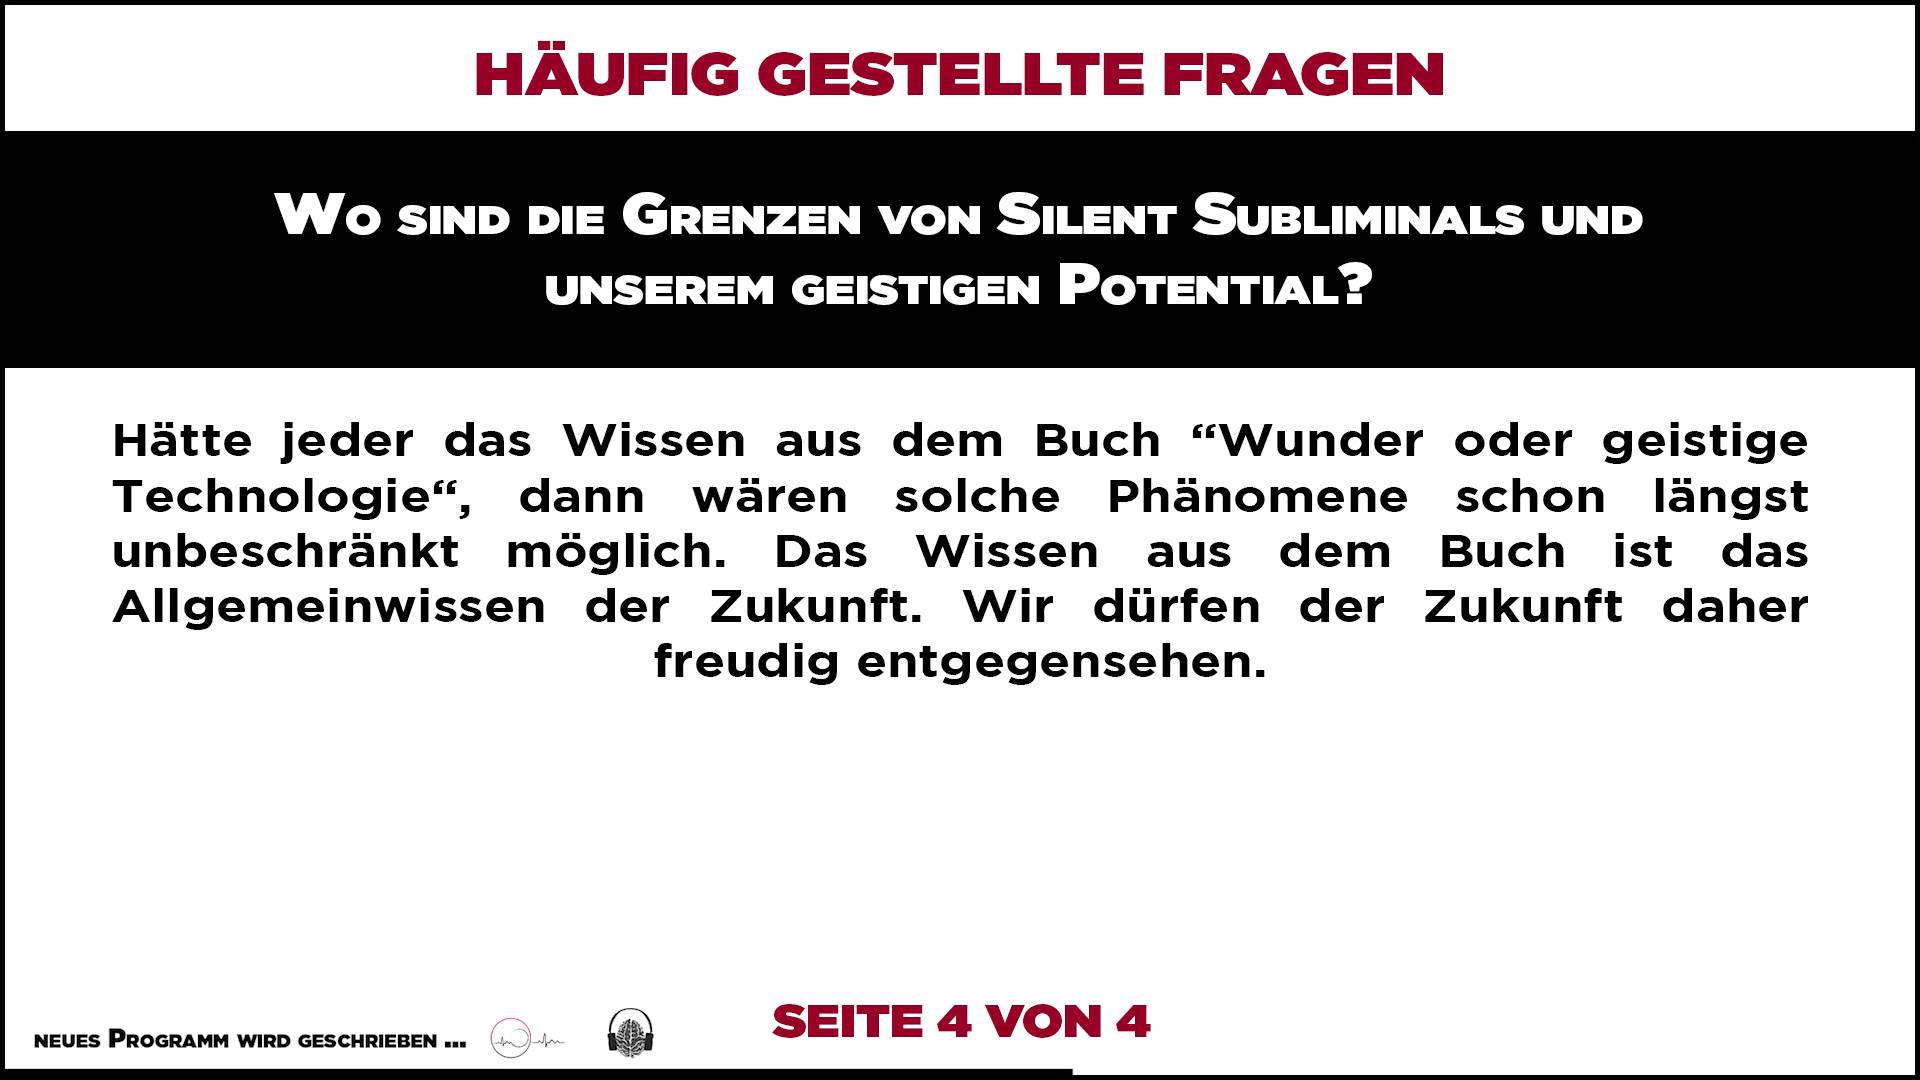 HÄUFIG GESTELLTE FRAGEN
Wo sind die Grenzen von Silent Subliminals und
unserem geistigen Potential?
Hätte jeder das Wissen aus dem Buch “Wunder oder geistige
Technologie“, dann wären solche Phänomene schon längst
unbeschränkt möglich. Das Wissen aus dem Buch ist das
Allgemeinwissen der Zukunft. Wir dürfen der Zukunft daher
freudig entgegensehen.
neues Programm wird geschrieben ...
SEITE 4 VON 4